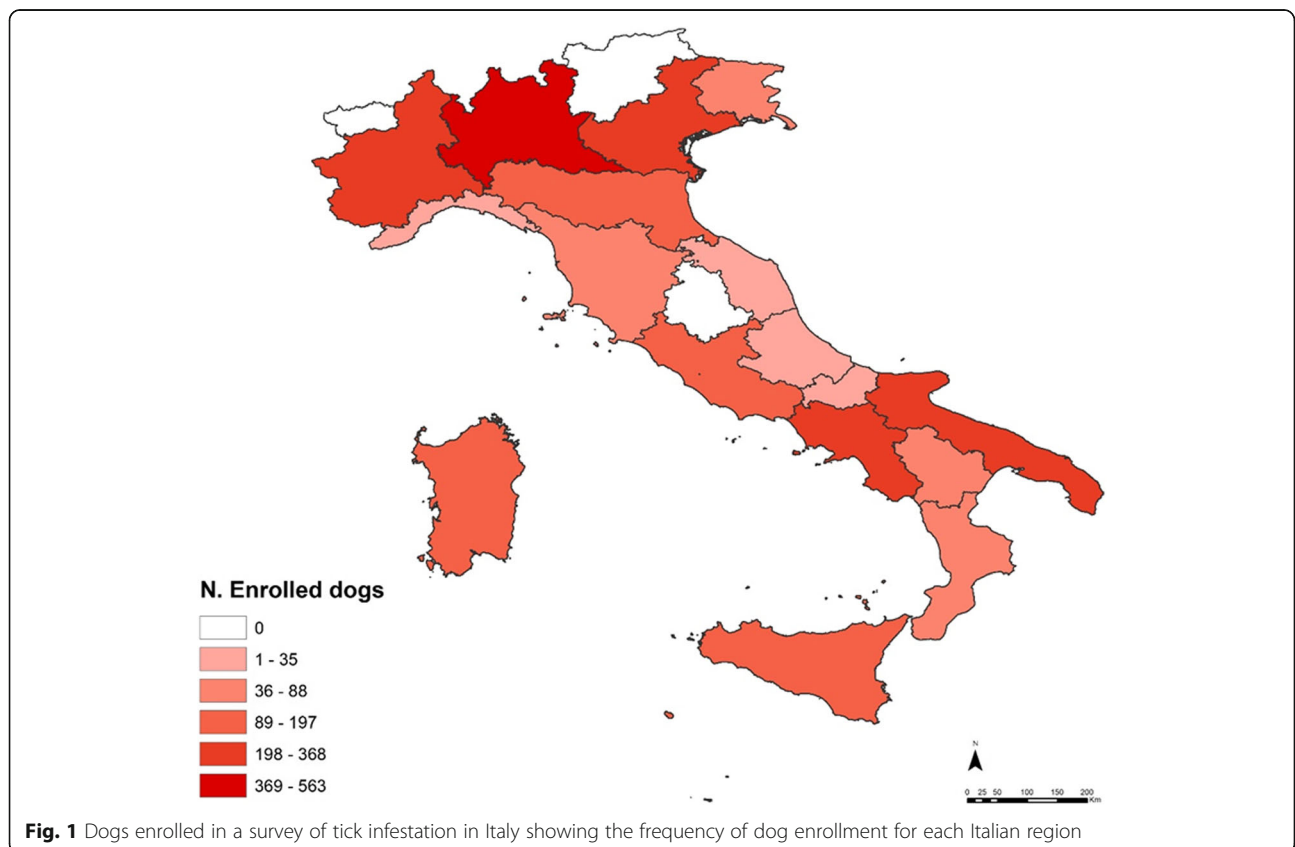 N. Enrolled dogs
0
1 - 35
36 - 88
89 - 197
198 - 368
369 - 563
N
0 25 50 100 150 200
Km
Fig. 1 Dogs enrolled in a survey of tick infestation in Italy showing the frequency of dog enrollment for each Italian region